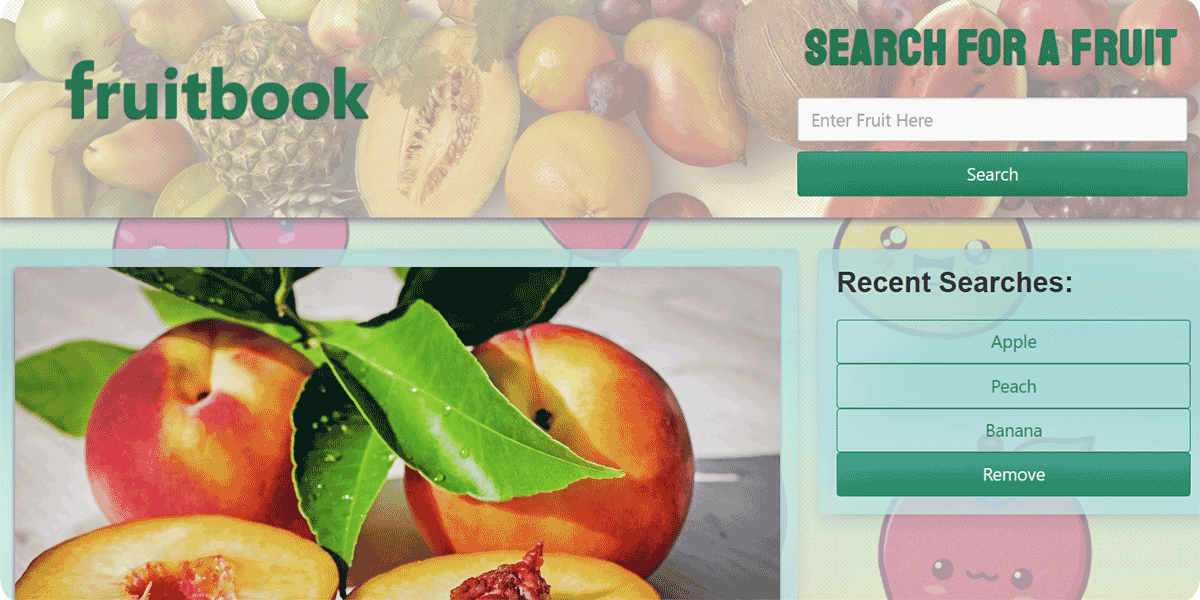 fruitbook
SEARCH FOR A FRUIT
Enter Fruit Here
Search
Recent Searches:
Apple
Peach
Banana
Remove